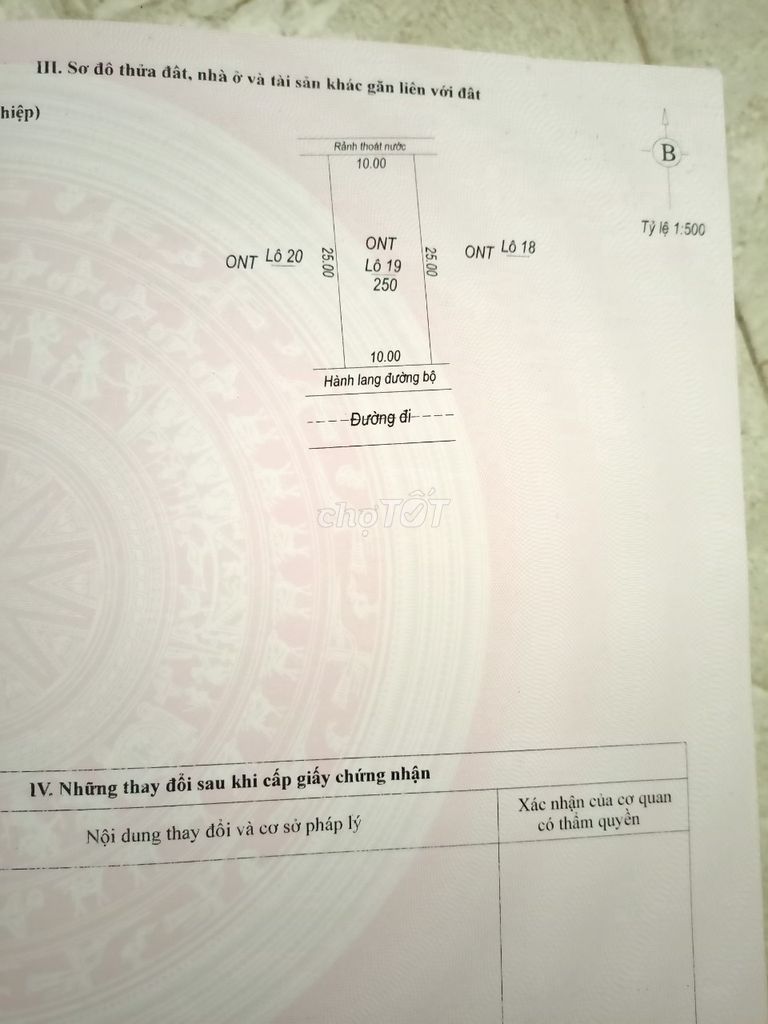 III. Sơ đồ thửa đất, nhà ở và tài sản khác gắn liền với đất
hiệp)
B
Tỷ lệ 1:500
Rảnh thoát nước
10.00
ONT Lô 20
25.00
ONT
Lô 19
250
25.00
ONT Lô 18
10.00
Hành lang đường bộ
Đường đi
chợTỐT
IV. Những thay đổi sau khi cấp giấy chứng nhận
Nội dung thay đổi và cơ sở pháp lý
Xác nhận của cơ quan
có thẩm quyền